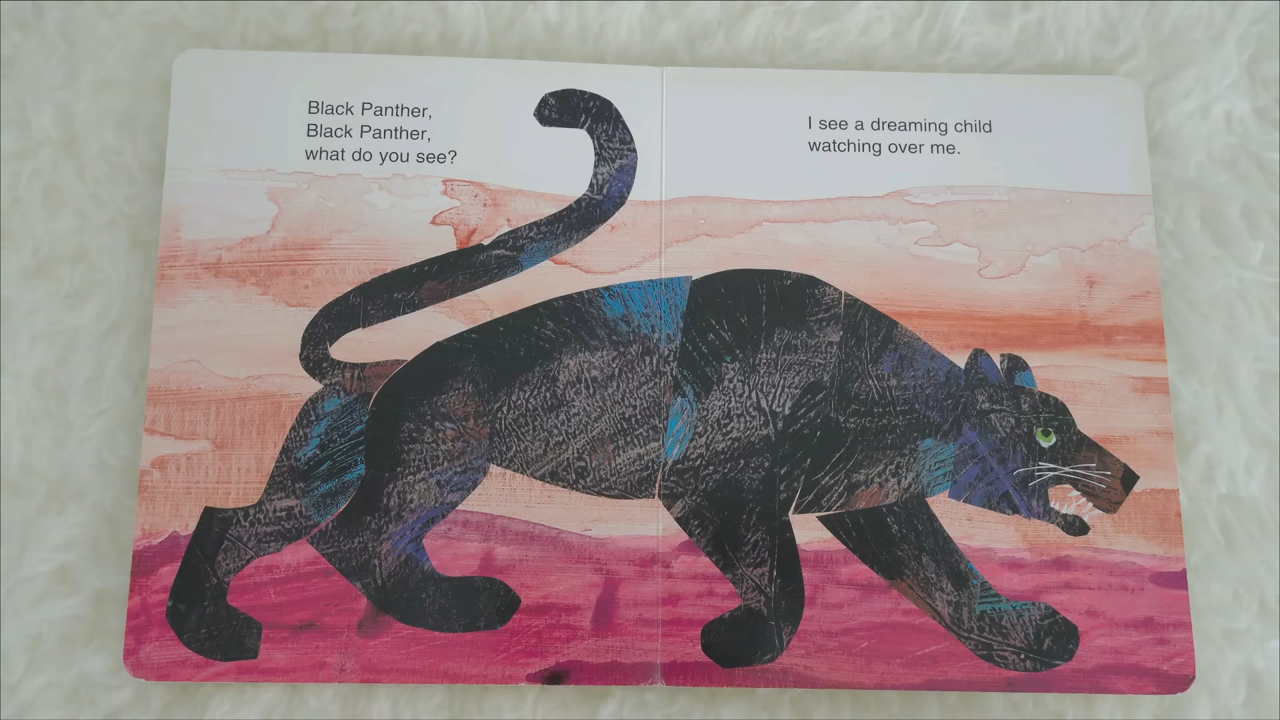 Black Panther,
Black Panther,
what do you see?
I see a dreaming child
watching over me.